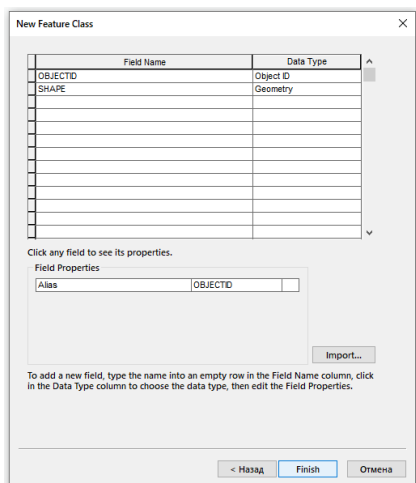 New Feature Class
Field Name Data Type
OBJECTID Object ID
SHAPE Geometry
Click any field to see its properties.
Field Properties
Alias OBJECTID
Import...
To add a new field, type the name into an empty row in the Field Name column, click
in the Data Type column to choose the data type, then edit the Field Properties.
< Назад Finish Отмена